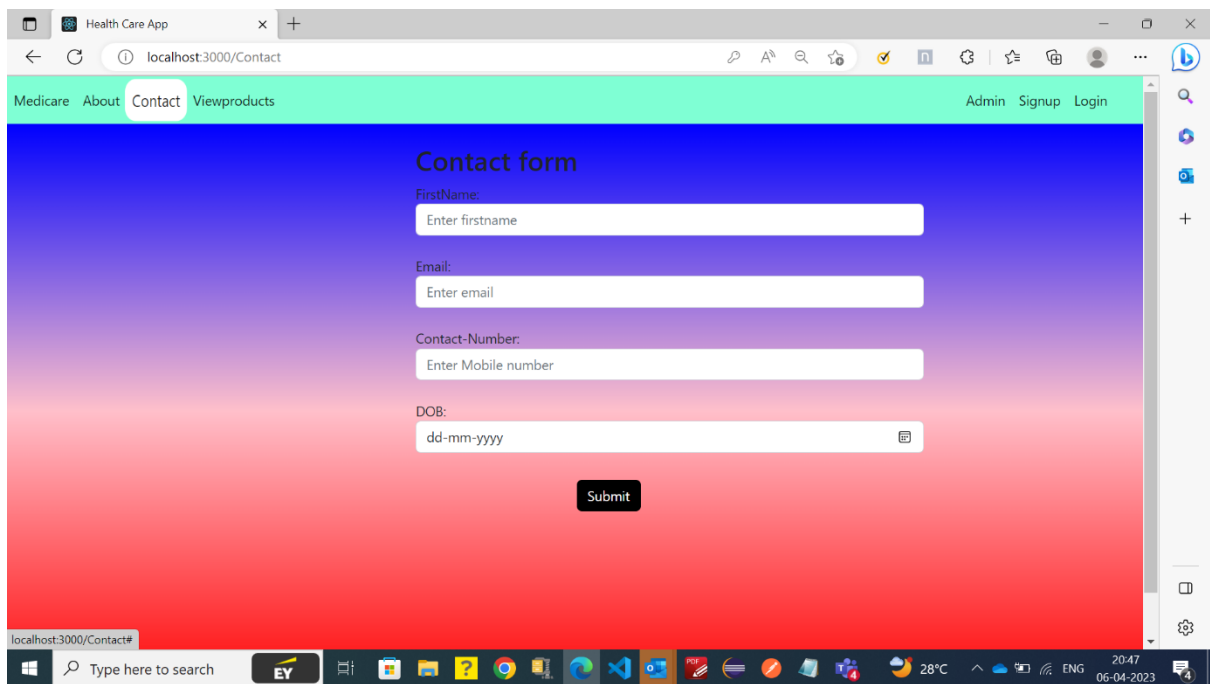 Health Care App
localhost:3000/Contact
Medicare About Contact Viewproducts Admin Signup Login
Contact form
FirstName:
Enter firstname
Email:
Enter email
Contact-Number:
Enter Mobile number
DOB:
dd-mm-yyyy
Submit
localhost:3000/Contact#
Type here to search EY 28°C ENG 20:47
06-04-2023